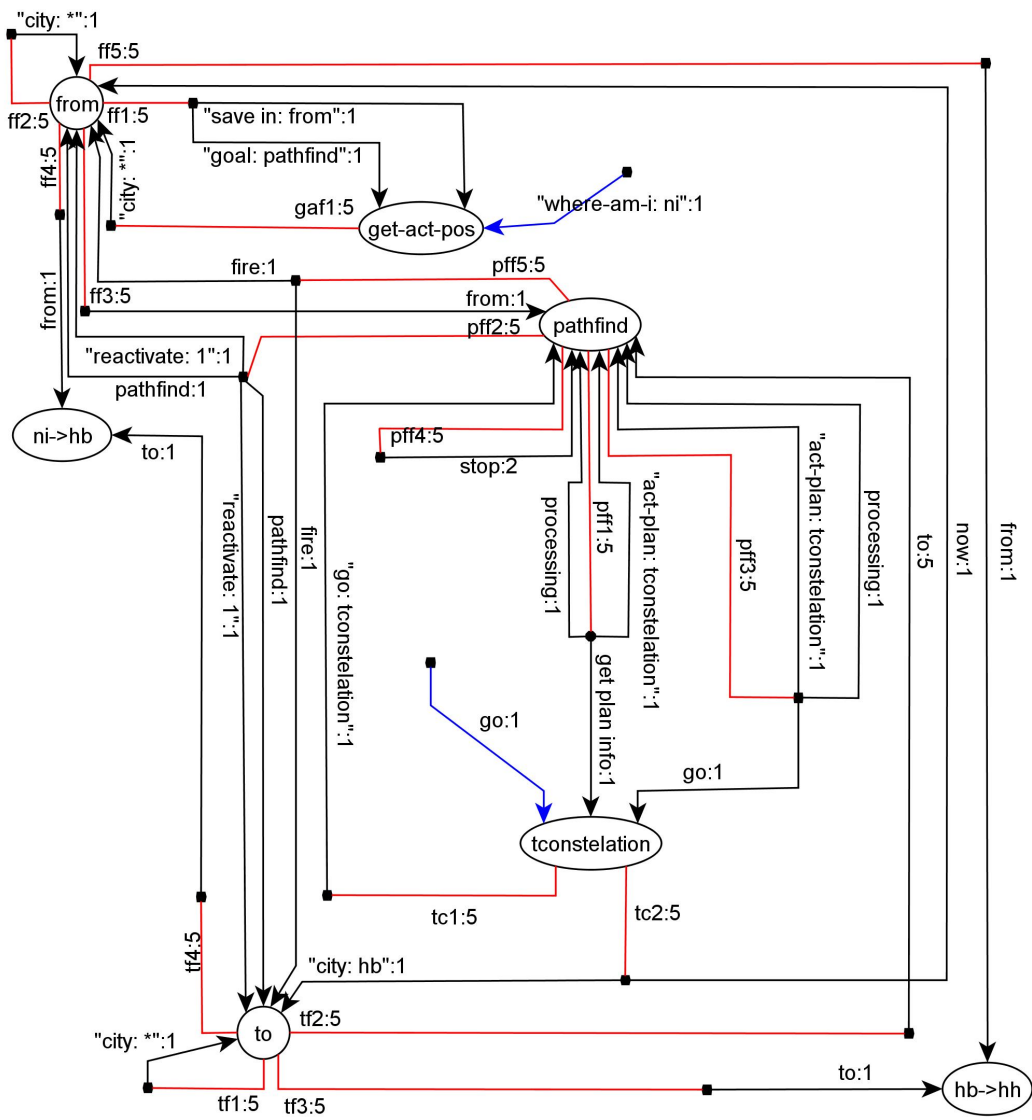 "city: *":1
ff5:5
from
ff2:5
ff1:5
"save in: from":1
ff4:5
"city: *":1
"goal: pathfind":1
gaf1:5
"where-am-i: ni":1
get-act-pos
fire:1
pff5:5
from:1
ff3:5
from:1
pathfind
pff2:5
"reactivate: 1":1
pathfind:1
ni->hb
to:1
pff4:5
stop:2
"reactivate: 1":1
pathfind:1
fire:1
"go: tconstelation":1
processing:1
pff1:5
"act-plan: tconstelation":1
pff3:5
"act-plan: tconstelation":1
processing:1
to:5
now:1
from:1
get plan info:1
go:1
go:1
tconstelation
tc1:5
tc2:5
tf4:5
"city: hb":1
tf2:5
to
"city: *":1
tf1:5
tf3:5
to:1
hb->hh